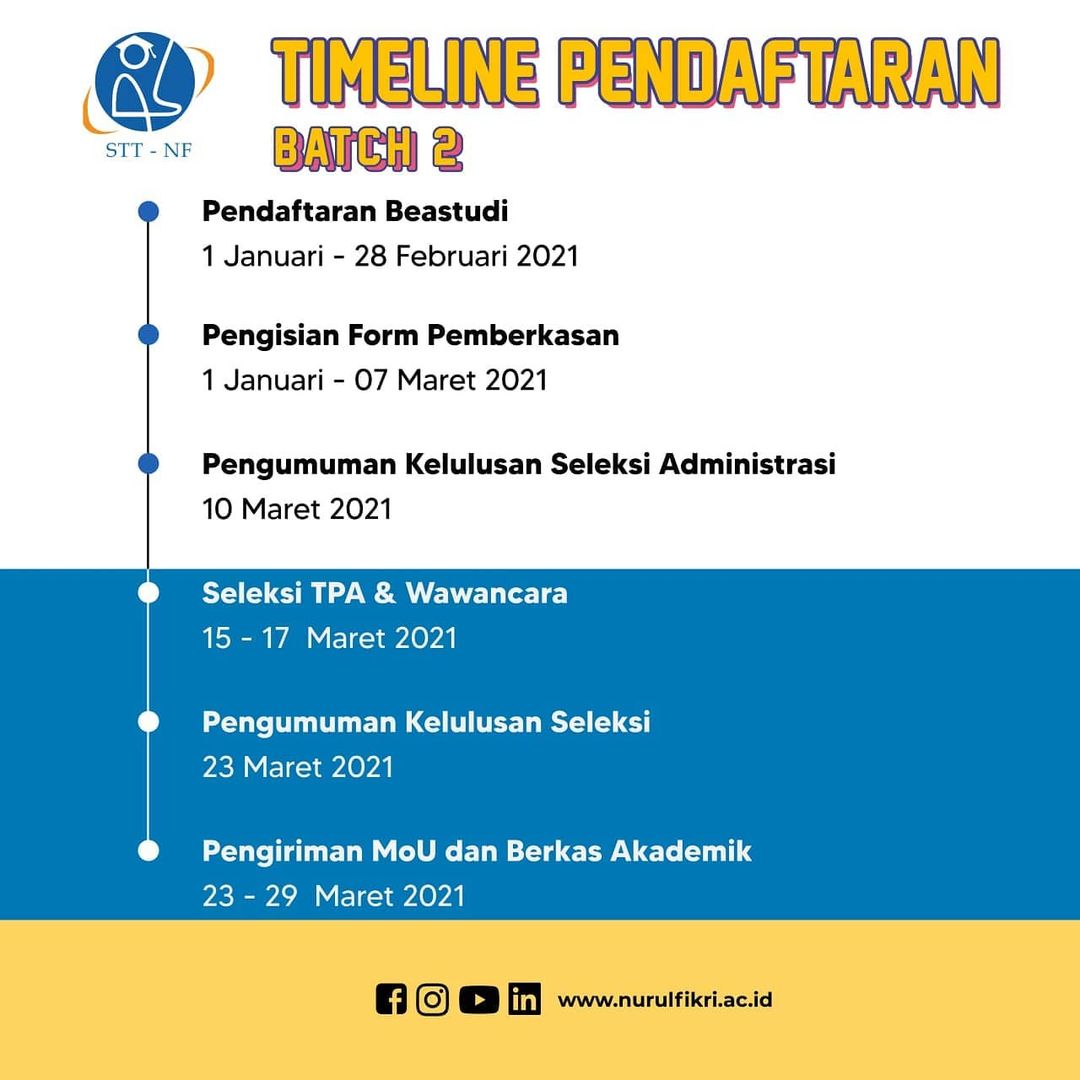 STT - NF
TIMELINE PENDAFTARAN
BATCH 2
Pendaftaran Beastudi
1 Januari - 28 Februari 2021
Pengisian Form Pemberkasan
1 Januari - 07 Maret 2021
Pengumuman Kelulusan Seleksi Administrasi
10 Maret 2021
Seleksi TPA & Wawancara
15 - 17 Maret 2021
Pengumuman Kelulusan Seleksi
23 Maret 2021
Pengiriman MoU dan Berkas Akademik
23 - 29 Maret 2021
www.nurulfikri.ac.id